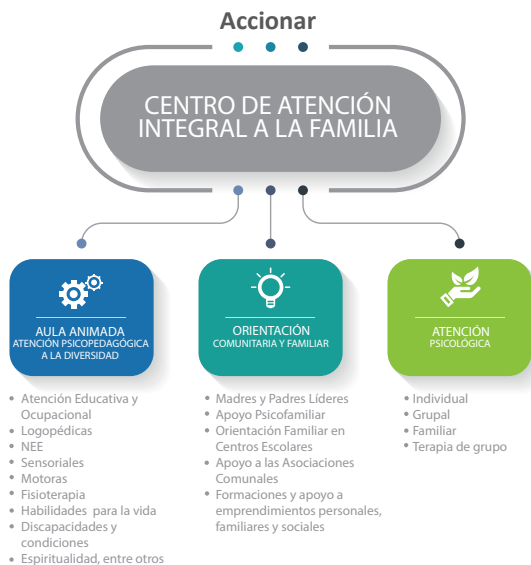 Accionar
CENTRO DE ATENCIÓN
INTEGRAL A LA FAMILIA
AULA ANIMADA
ATENCIÓN PSICOPEDAGÓGICA
A LA DIVERSIDAD
• Atención Educativa y
Ocupacional
• Logopédicas
• NEE
• Sensoriales
• Motoras
• Fisioterapia
• Habilidades para la vida
• Discapacidades y
condiciones
• Espiritualidad, entre otros
ORIENTACIÓN
COMUNITARIA Y FAMILIAR
• Madres y Padres Líderes
• Apoyo Psicofamiliar
• Orientación Familiar en
Centros Escolares
• Apoyo a las Asociaciones
Comunales
• Formaciones y apoyo a
emprendimientos personales,
familiares y sociales
ATENCIÓN
PSICOLÓGICA
• Individual
• Grupal
• Familiar
• Terapia de grupo